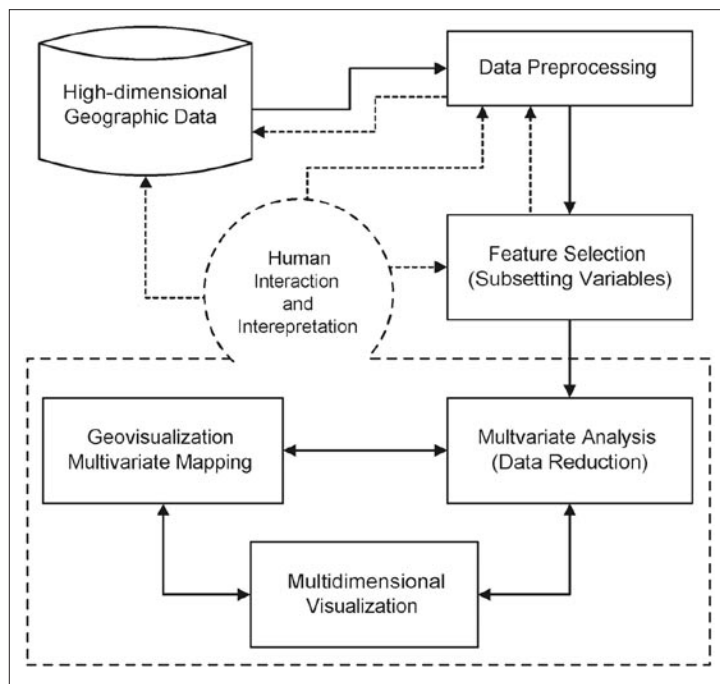 High-dimensional
Geographic Data
Data Preprocessing
Human
Interaction
and
Interepretation
Feature Selection
(Subsetting Variables)
Geovisualization
Multivariate Mapping
Multvariate Analysis
(Data Reduction)
Multidimensional
Visualization